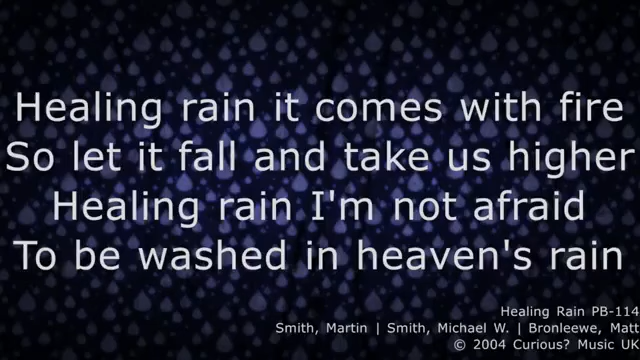 Healing rain it comes with fire
So let it fall and take us higher
Healing rain I'm not afraid
To be washed in heaven's rain
Healing Rain PB-114
Smith, Martin | Smith, Michael W. | Bronleewe, Matt
© 2004 Curious? Music UK